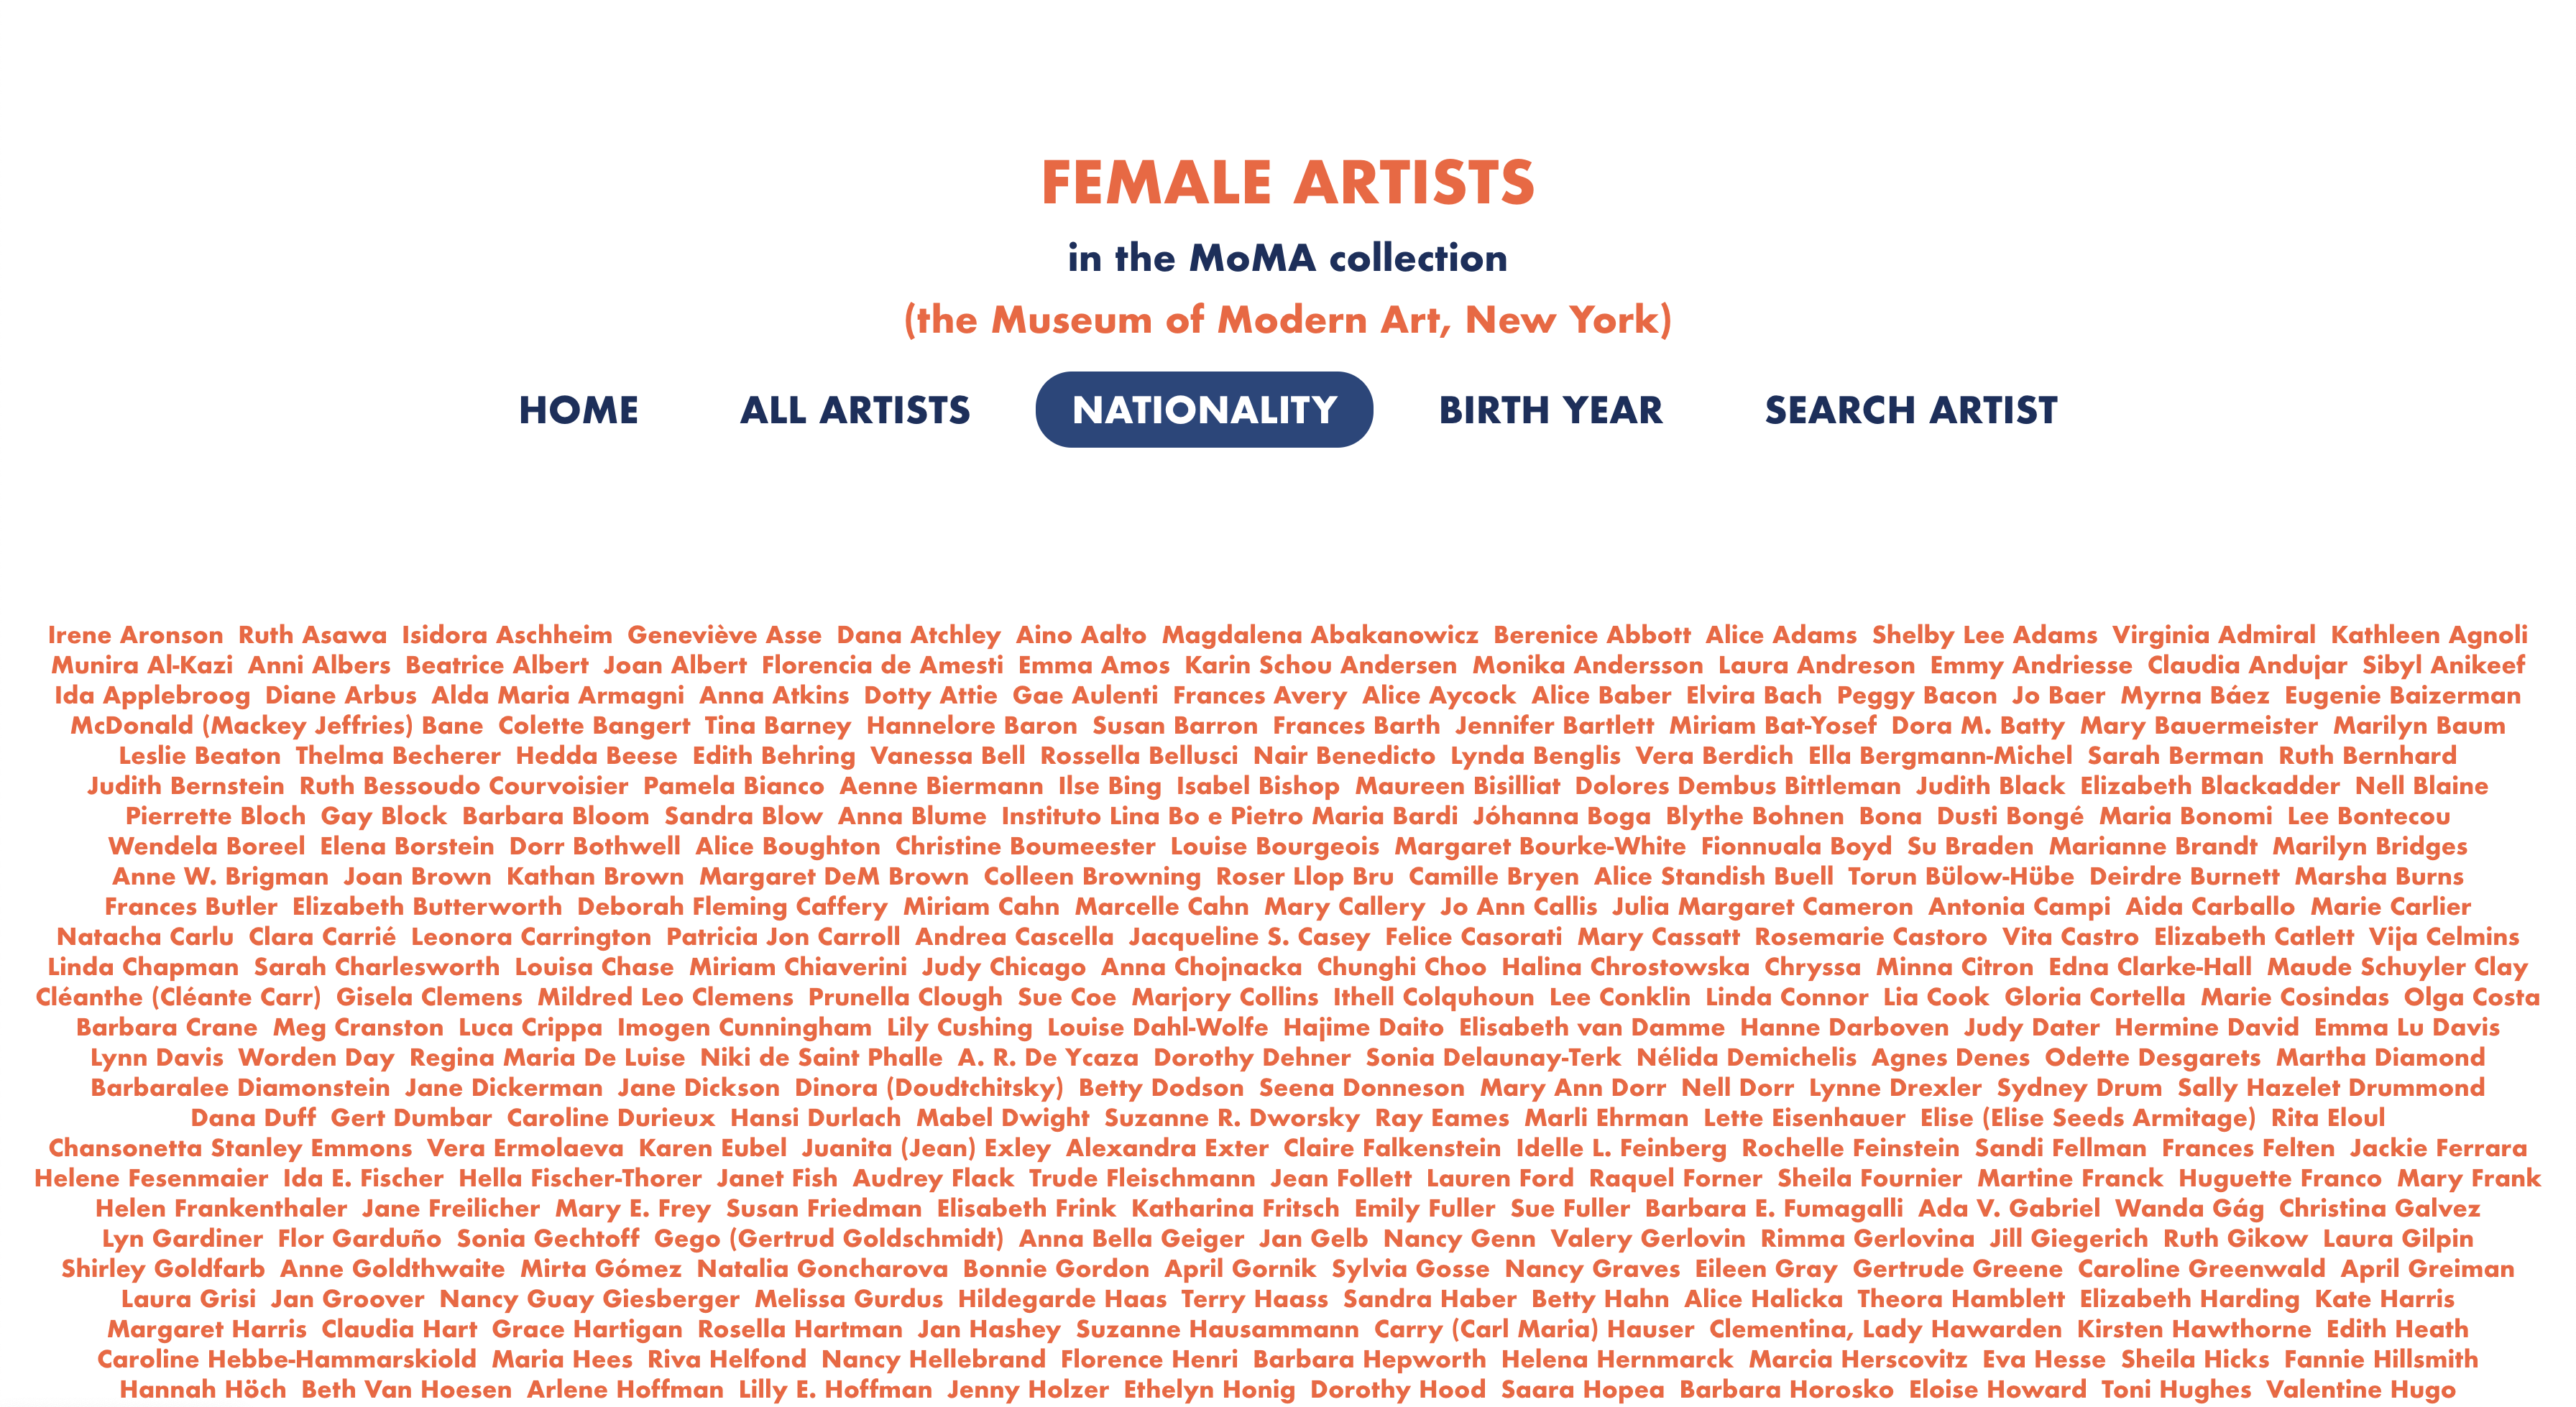 FEMALE ARTISTS
in the MoMA collection
(the Museum of Modern Art, New York)
HOME ALL ARTISTS NATIONALITY BIRTH YEAR SEARCH ARTIST
Irene Aronson Ruth Asawa Isidora Aschheim Geneviève Asse Dana Atchley Aino Aalto Magdalena Abakanowicz Berenice Abbott Alice Adams Shelby Lee Adams Virginia Admiral Kathleen Agnoli
Munira Al-Kazi Anni Albers Beatrice Albert Joan Albert Florencia de Amesti Emma Amos Karin Schou Andersen Monika Andersson Laura Andreson Emmy Andriesse Claudia Andujar Sibyl Anikeef
Ida Applebroog Diane Arbus Alda Maria Armagni Anna Atkins Dotty Attie Gae Aulenti Frances Avery Alice Aycock Alice Baber Elvira Bach Peggy Bacon Jo Baer Myrna Báez Eugenie Baizerman
McDonald (Mackey Jeffries) Bane Colette Bangert Tina Barney Hannelore Baron Susan Barron Frances Barth Jennifer Bartlett Miriam Bat-Yosef Dora M. Batty Mary Bauermeister Marilyn Baum
Leslie Beaton Thelma Becherer Hedda Beese Edith Behring Vanessa Bell Rossella Bellusci Nair Benedicto Lynda Benglis Vera Berdich Ella Bergmann-Michel Sarah Berman Ruth Bernhard
Judith Bernstein Ruth Bessoudo Courvoisier Pamela Bianco Aenne Biermann Ilse Bing Isabel Bishop Maureen Bisilliat Dolores Dembus Bittleman Judith Black Elizabeth Blackadder Nell Blaine
Pierrette Bloch Gay Block Barbara Bloom Sandra Blow Anna Blume Instituto Lina Bo e Pietro Maria Bardi Jóhanna Boga Blythe Bohnen Bona Dusti Bongé Maria Bonomi Lee Bontecou
Wendela Boreel Elena Borstein Dorr Bothwell Alice Boughton Christine Boumeester Louise Bourgeois Margaret Bourke-White Fionnuala Boyd Su Braden Marianne Brandt Marilyn Bridges
Anne W. Brigman Joan Brown Kathan Brown Margaret DeM Brown Colleen Browning Roser Llop Bru Camille Bryen Alice Standish Buell Torun Bülow-Hübe Deirdre Burnett Marsha Burns
Frances Butler Elizabeth Butterworth Deborah Fleming Caffery Miriam Cahn Marcelle Cahn Mary Callery Jo Ann Callis Julia Margaret Cameron Antonia Campi Aida Carballo Marie Carlier
Natacha Carlu Clara Carrié Leonora Carrington Patricia Jon Carroll Andrea Cascella Jacqueline S. Casey Felice Casorati Mary Cassatt Rosemarie Castoro Vita Castro Elizabeth Catlett Vija Celmins
Linda Chapman Sarah Charlesworth Louisa Chase Miriam Chiaverini Judy Chicago Anna Chojnacka Chunghi Choo Halina Chrostowska Chryssa Minna Citron Edna Clarke-Hall Maude Schuyler Clay
Cléanthe (Cléante Carr) Gisela Clemens Mildred Leo Clemens Prunella Clough Sue Coe Marjory Collins Ithell Colquhoun Lee Conklin Linda Connor Lia Cook Gloria Cortella Marie Cosindas Olga Costa
Barbara Crane Meg Cranston Luca Crippa Imogen Cunningham Lily Cushing Louise Dahl-Wolfe Hajime Daito Elisabeth van Damme Hanne Darboven Judy Dater Hermine David Emma Lu Davis
Lynn Davis Worden Day Regina Maria De Luise Niki de Saint Phalle A. R. De Ycaza Dorothy Dehner Sonia Delaunay-Terk Nélida Demichelis Agnes Denes Odette Desgarets Martha Diamond
Barbaralee Diamonstein Jane Dickerman Jane Dickson Dinora (Doudtchitsky) Betty Dodson Seena Donneson Mary Ann Dorr Nell Dorr Lynne Drexler Sydney Drum Sally Hazelet Drummond
Dana Duff Gert Dumbar Caroline Durieux Hansi Durlach Mabel Dwight Suzanne R. Dworsky Ray Eames Marli Ehrman Lette Eisenhauer Elise (Elise Seeds Armitage) Rita Eloul
Chansonetta Stanley Emmons Vera Ermolaeva Karen Eubel Juanita (Jean) Exley Alexandra Exter Claire Falkenstein Idelle L. Feinberg Rochelle Feinstein Sandi Fellman Frances Felten Jackie Ferrara
Helene Fesenmaier Ida E. Fischer Hella Fischer-Thorer Janet Fish Audrey Flack Trude Fleischmann Jean Follett Lauren Ford Raquel Forner Sheila Fournier Martine Franck Huguette Franco Mary Frank
Helen Frankenthaler Jane Freilicher Mary E. Frey Susan Friedman Elisabeth Frink Katharina Fritsch Emily Fuller Sue Fuller Barbara E. Fumagalli Ada V. Gabriel Wanda Gág Christina Galvez
Lyn Gardiner Flor Garduño Sonia Gechtoff Gego (Gertrud Goldschmidt) Anna Bella Geiger Jan Gelb Nancy Genn Valery Gerlovin Rimma Gerlovina Jill Giegerich Ruth Gikow Laura Gilpin
Shirley Goldfarb Anne Goldthwaite Mirta Gómez Natalia Goncharova Bonnie Gordon April Gornik Sylvia Gosse Nancy Graves Eileen Gray Gertrude Greene Caroline Greenwald April Greiman
Laura Grisi Jan Groover Nancy Guay Giesberger Melissa Gurdus Hildegarde Haas Terry Haass Sandra Haber Betty Hahn Alice Halicka Theora Hamblett Elizabeth Harding Kate Harris
Margaret Harris Claudia Hart Grace Hartigan Rosella Hartman Jan Hashey Suzanne Hausammann Carry (Carl Maria) Hauser Clementina, Lady Hawarden Kirsten Hawthorne Edith Heath
Caroline Hebbe-Hammarskiold Maria Hees Riva Helfond Nancy Hellebrand Florence Henri Barbara Hepworth Helena Hernmarck Marcia Herscovitz Eva Hesse Sheila Hicks Fannie Hillsmith
Hannah Höch Beth Van Hoesen Arlene Hoffman Lilly E. Hoffman Jenny Holzer Ethelyn Honig Dorothy Hood Saara Hopea Barbara Horosko Eloise Howard Toni Hughes Valentine Hugo